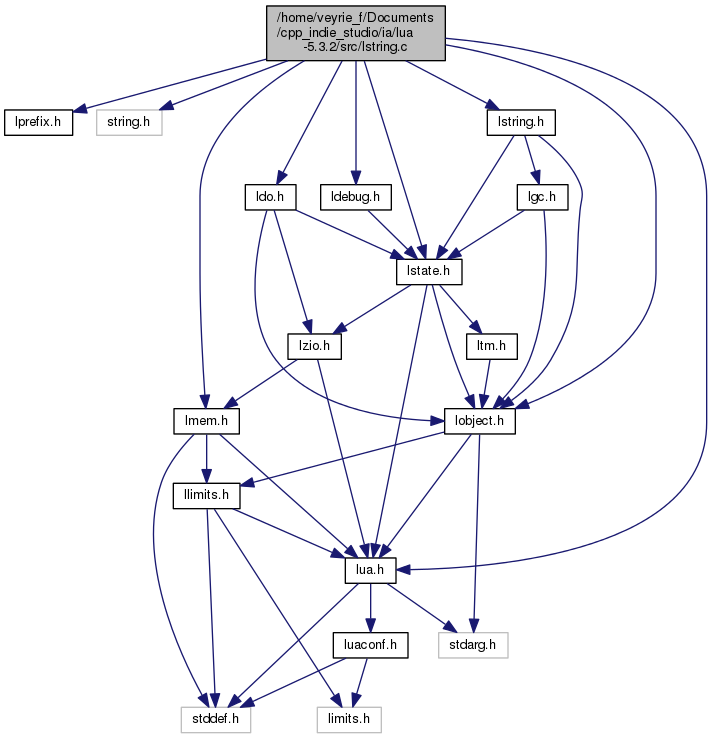 /home/veyrie_f/Documents
/cpp_indie_studio/ia/lua
-5.3.2/src/lstring.c
lprefix.h
string.h
lstring.h
ldo.h
ldebug.h
lgc.h
lstate.h
lzio.h
ltm.h
lmem.h
lobject.h
llimits.h
lua.h
luaconf.h
stdarg.h
stddef.h
limits.h